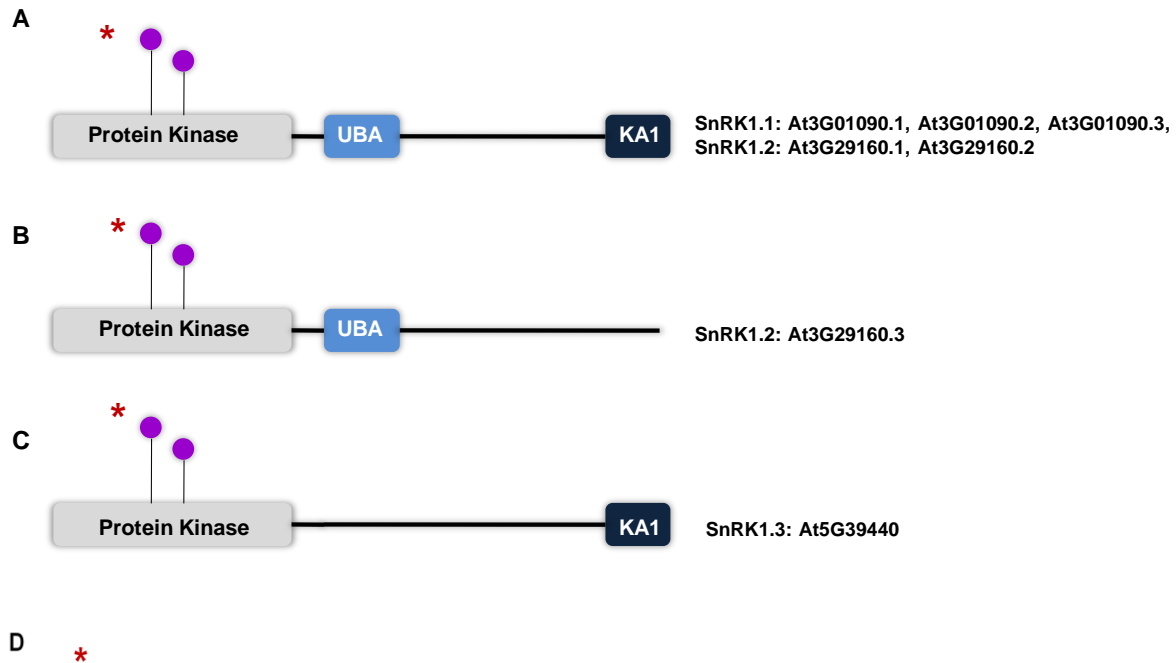 A
*
Protein Kinase UBA KA1
SnRK1.1: At3G01090.1, At3G01090.2, At3G01090.3,
SnRK1.2: At3G29160.1, At3G29160.2
B
*
Protein Kinase UBA
SnRK1.2: At3G29160.3
C
*
Protein Kinase KA1
SnRK1.3: At5G39440
D
*